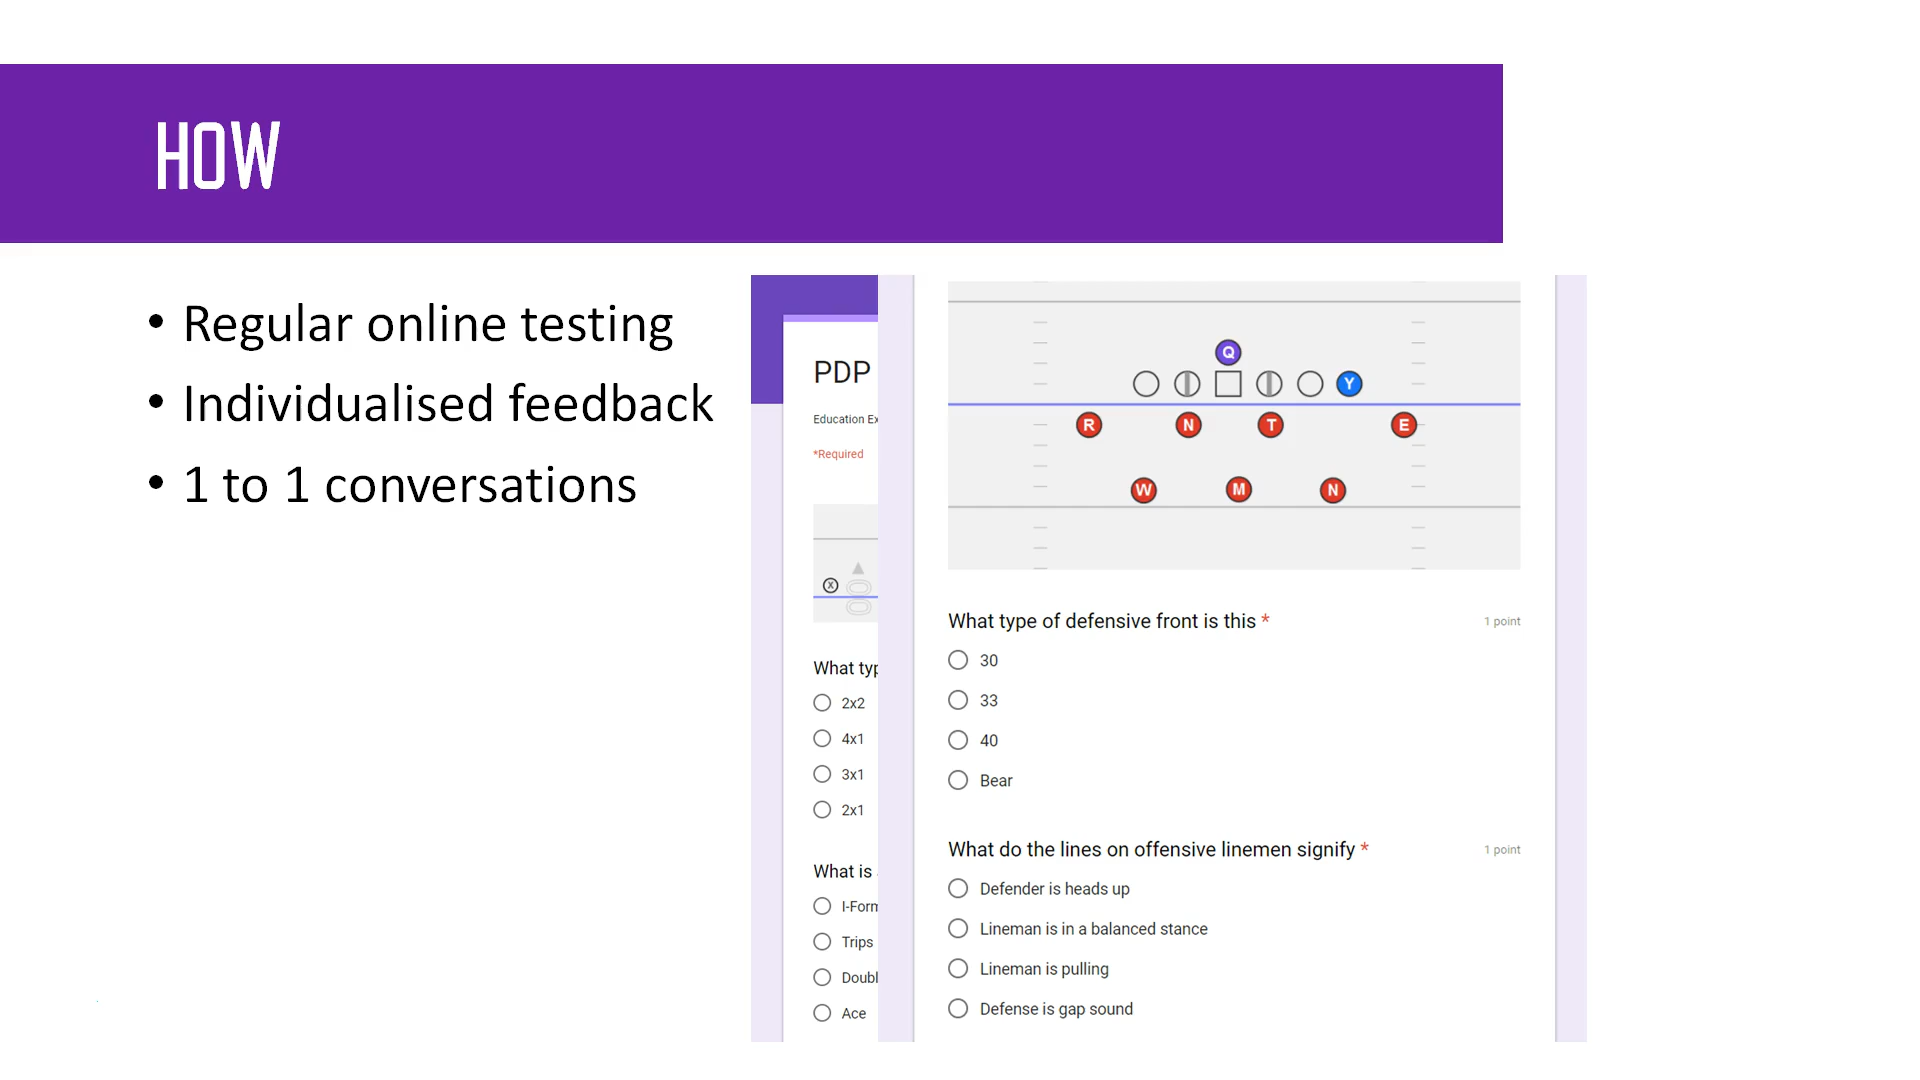 HOW
• Regular online testing
• Individualised feedback
• 1 to 1 conversations
PDP
Education Ex
*Required
X
What typ
2x2
4x1
3x1
2x1
What is
I-Form
Trips
Doubl
Ace
Q
Y
R N T E
W M N
What type of defensive front is this *
1 point
30
33
40
Bear
What do the lines on offensive linemen signify *
1 point
Defender is heads up
Lineman is in a balanced stance
Lineman is pulling
Defense is gap sound